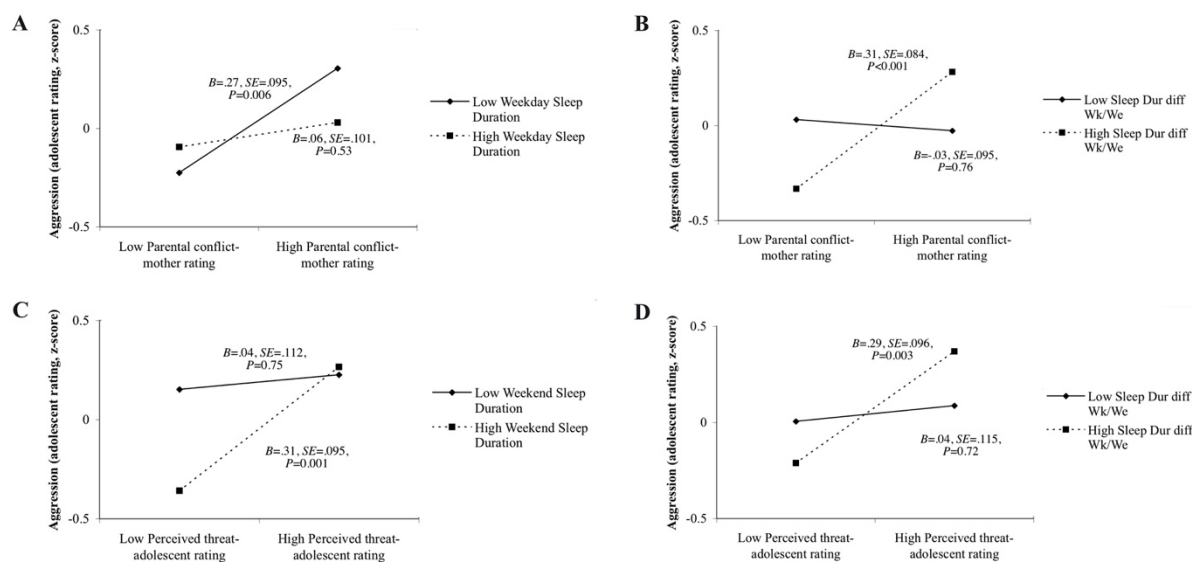 A
Aggression (adolescent rating, z-score)
0.5
0
-0.5
B=.27, SE=.095,
P=0.006
B=.06, SE=.101,
P=0.53
Low Parental conflict-
mother rating
High Parental conflict-
mother rating
Low Weekday Sleep
Duration
High Weekday Sleep
Duration
B
Aggression (adolescent rating, z-score)
0.5
0
-0.5
B=.31, SE=.084,
P<0.001
B=-.03, SE=.095,
P=0.76
Low Parental conflict-
mother rating
High Parental conflict-
mother rating
Low Sleep Dur diff
Wk/We
High Sleep Dur diff
Wk/We
C
Aggression (adolescent rating, z-score)
0.5
0
-0.5
B=.04, SE=.112,
P=0.75
B=.31, SE=.095,
P=0.001
Low Perceived threat-
adolescent rating
High Perceived threat-
adolescent rating
Low Weekend Sleep
Duration
High Weekend Sleep
Duration
D
Aggression (adolescent rating, z-score)
0.5
0
-0.5
B=.29, SE=.096,
P=0.003
B=.04, SE=.115,
P=0.72
Low Perceived threat-
adolescent rating
High Perceived threat-
adolescent rating
Low Sleep Dur diff
Wk/We
High Sleep Dur diff
Wk/We